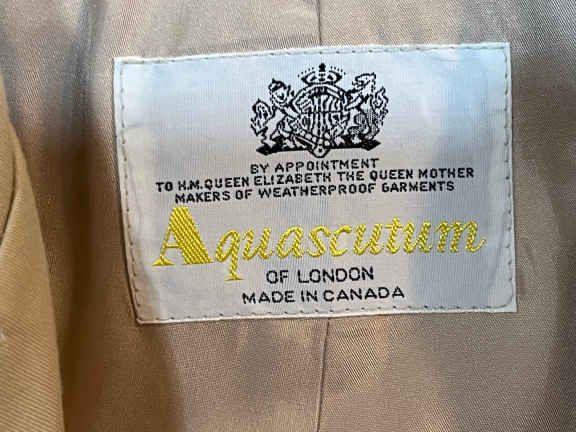 BY APPOINTMENT
TO H.M. QUEEN ELIZABETH THE QUEEN MOTHER
MAKERS OF WEATHERPROOF GARMENTS
Aquascutum
OF LONDON
MADE IN CANADA